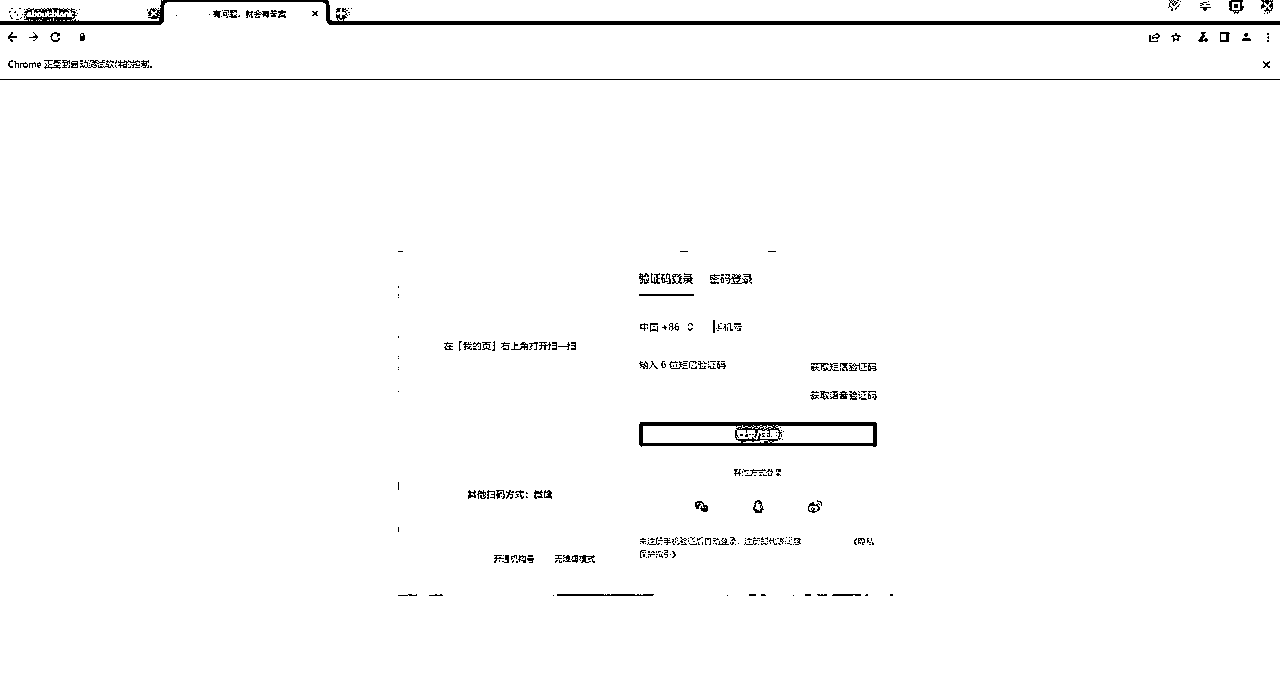 有问题，就会有答案
Chrome 正受到自动测试软件的控制。
验证码登录 密码登录
中国 +86 手机号
在【我的页】右上角打开扫一扫
输入 6 位短信验证码 获取短信验证码
获取语音验证码
其他方式登录
其他扫码方式：微信
未注册手机验证后自动登录，注册即代表同意 《隐私
保护指引》
开通机构号 无障碍模式